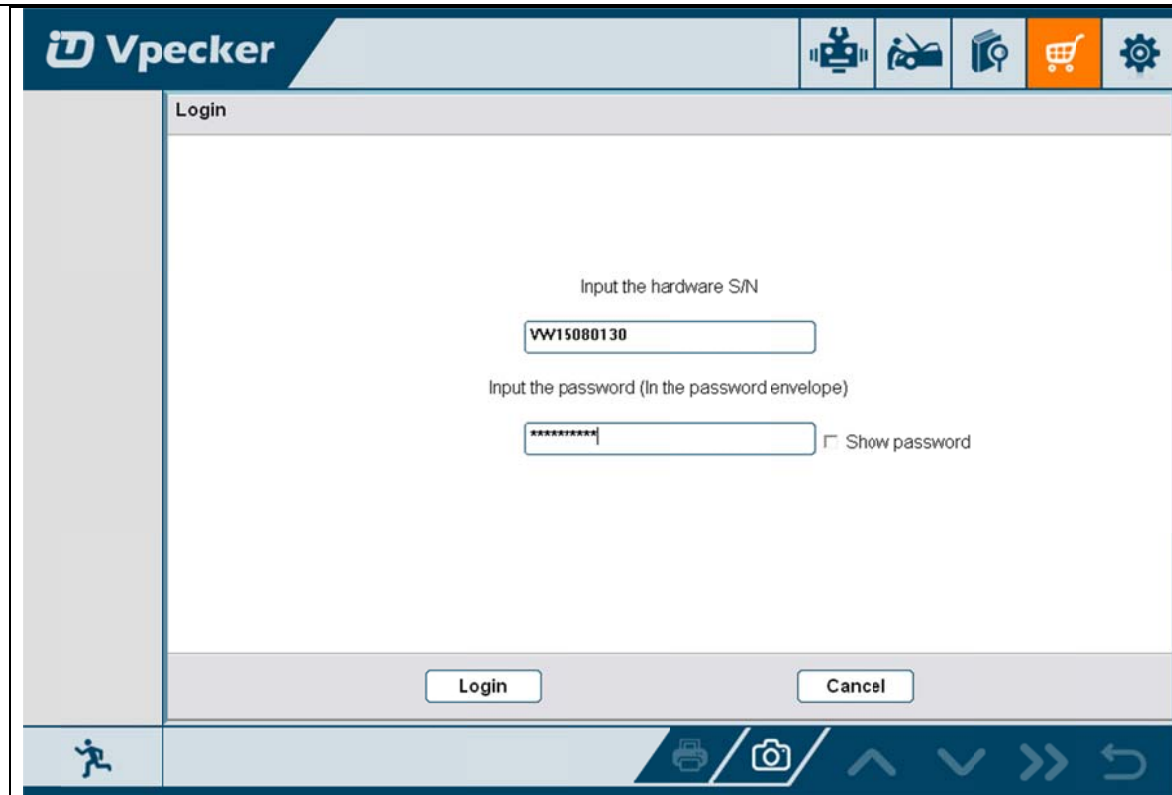 Vpecker
Login
Input the hardware S/N
VW15080130
Input the password (In the password envelope)
**********
Show password
Login
Cancel